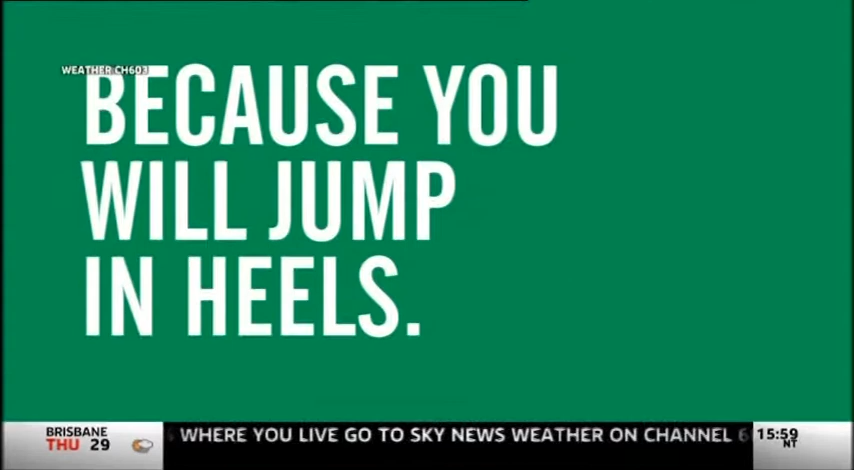 WEATHER CH603
BECAUSE YOU
WILL JUMP
IN HEELS.
BRISBANE
THU 29
WHERE YOU LIVE GO TO SKY NEWS WEATHER ON CHANNEL 6
15:59
NT